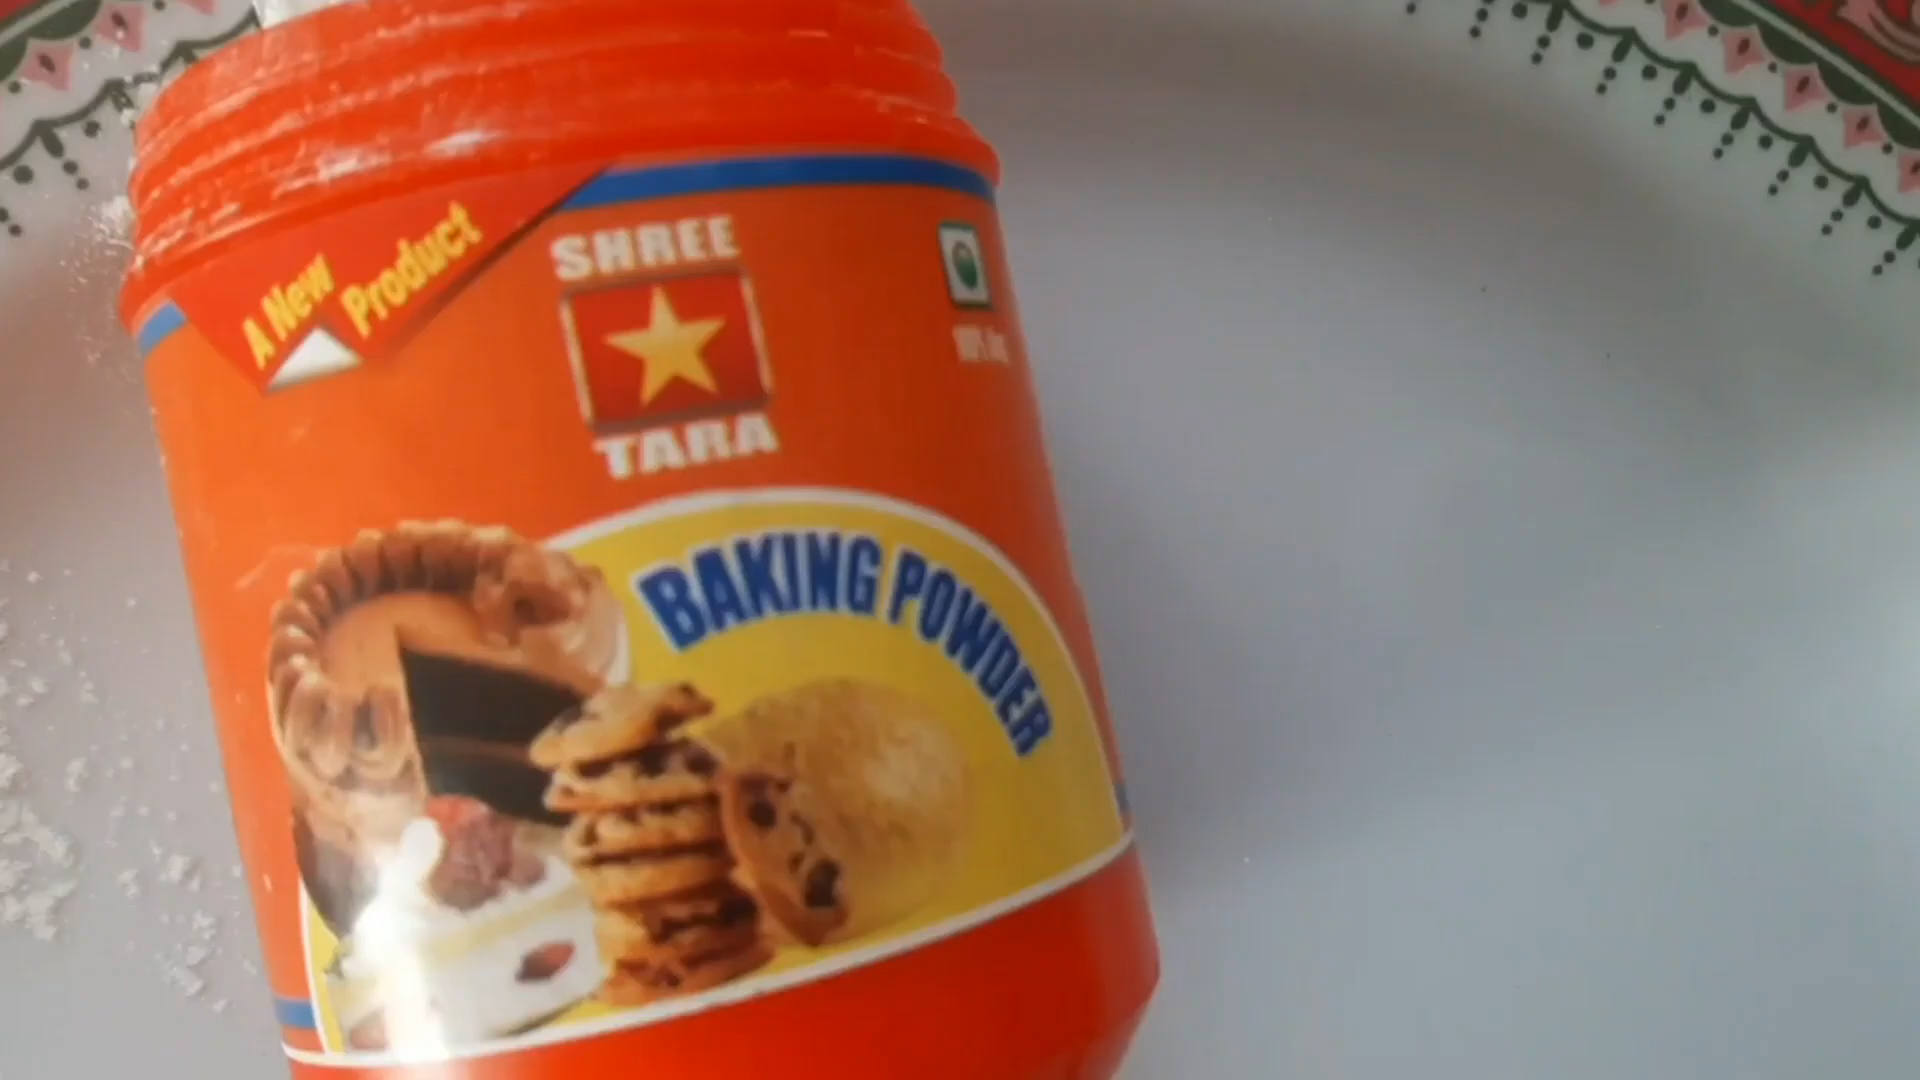 A New
Product
SHREE
TARA
BAKING POWDER